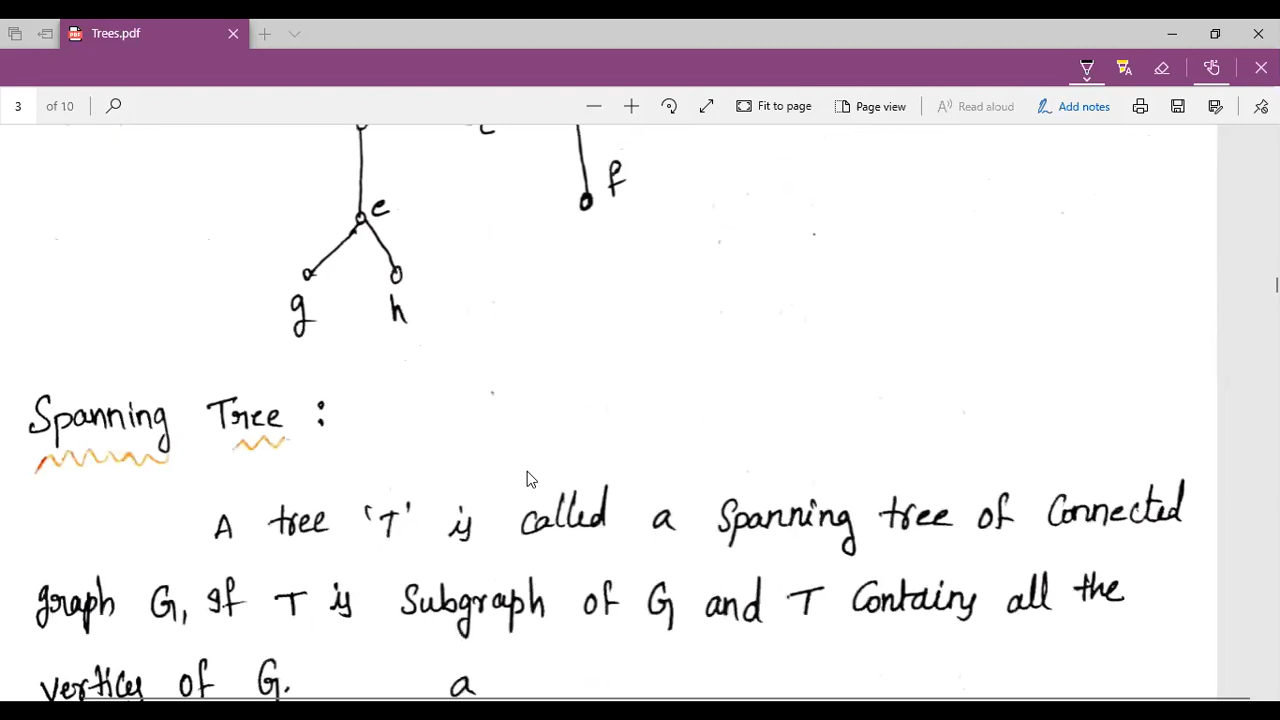 Trees.pdf
3 of 10 Fit to page Page view Read aloud Add notes
f
e
g h
Spanning Tree :
A tree 'T' is called a spanning tree of Connected
graph G, If T is Subgraph of G and T Contains all the
vertices of G. a